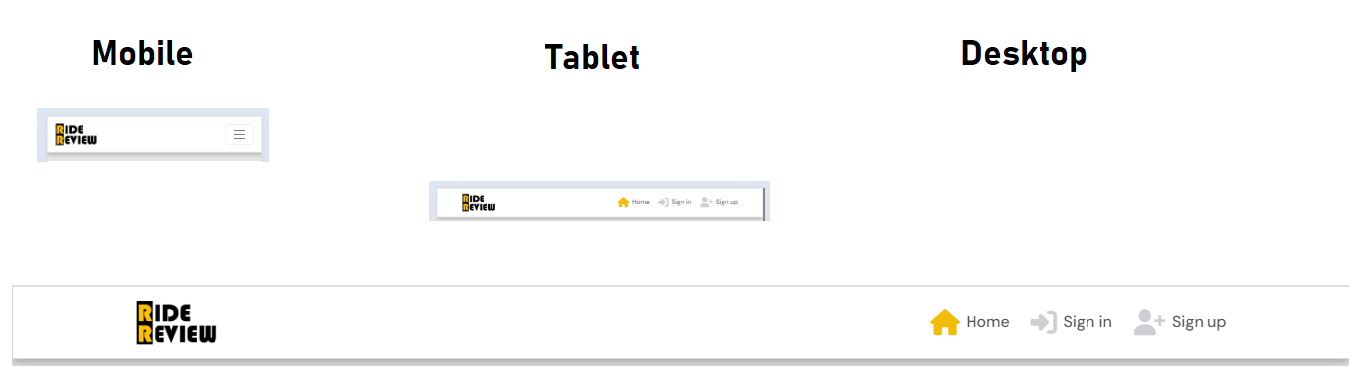 Mobile
Tablet
Desktop
RIDE
REVIEW
RIDE
REVIEW
Home Sign in Sign up
RIDE
REVIEW
Home Sign in Sign up